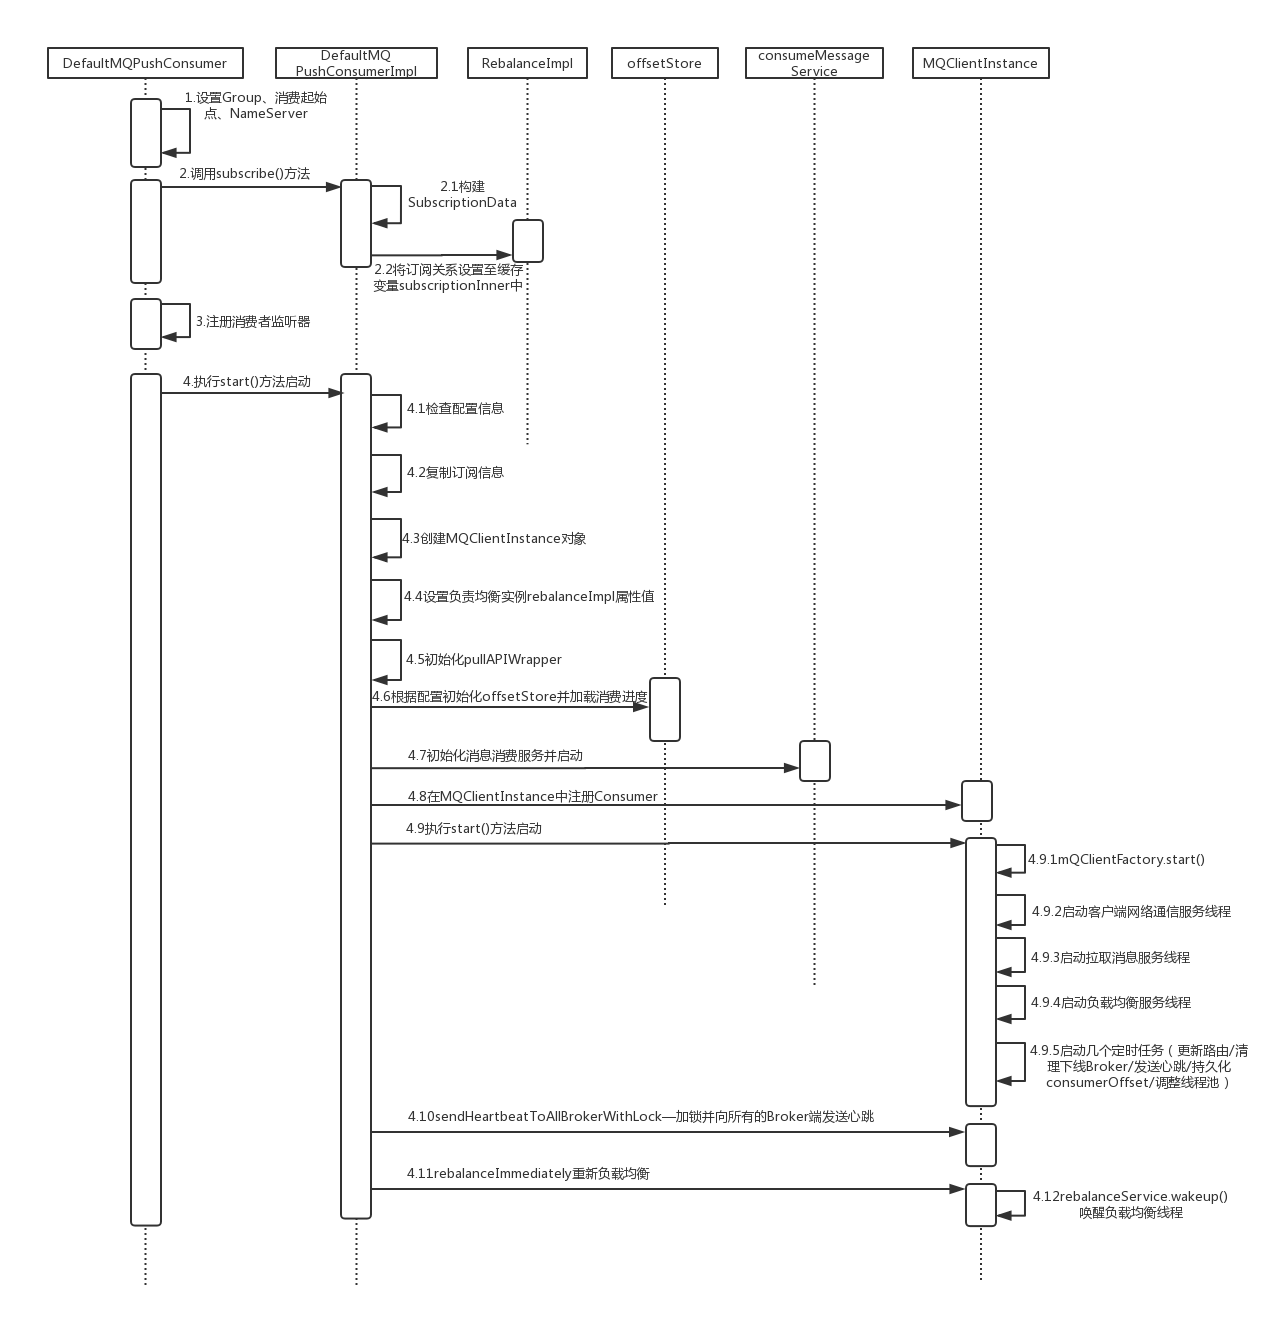 DefaultMQPushConsumer
DefaultMQ
PushConsumerImpl
RebalanceImpl
offsetStore
consumeMessage
Service
MQClientInstance
1.设置Group、消费起始
点、NameServer
2.调用subscribe()方法
2.1构建
SubscriptionData
2.2将订阅关系设置至缓存
变量subscriptionInner中
3.注册消费者监听器
4.执行start()方法启动
4.1检查配置信息
4.2复制订阅信息
4.3创建MQClientInstance对象
4.4设置负责均衡实例rebalanceImpl属性值
4.5初始化pullAPIWrapper
4.6根据配置初始化offsetStore并加载消费进度
4.7初始化消息消费服务并启动
4.8在MQClientInstance中注册Consumer
4.9执行start()方法启动
4.9.1mQClientFactory.start()
4.9.2启动客户端网络通信服务线程
4.9.3启动拉取消息服务线程
4.9.4启动负载均衡服务线程
4.9.5启动几个定时任务（更新路由/清
理下线Broker/发送心跳/持久化
consumerOffset/调整线程池）
4.10sendHeartbeatToAllBrokerWithLock—加锁并向所有的Broker端发送心跳
4.11rebalanceImmediately重新负载均衡
4.12rebalanceService.wakeup()
唤醒负载均衡线程